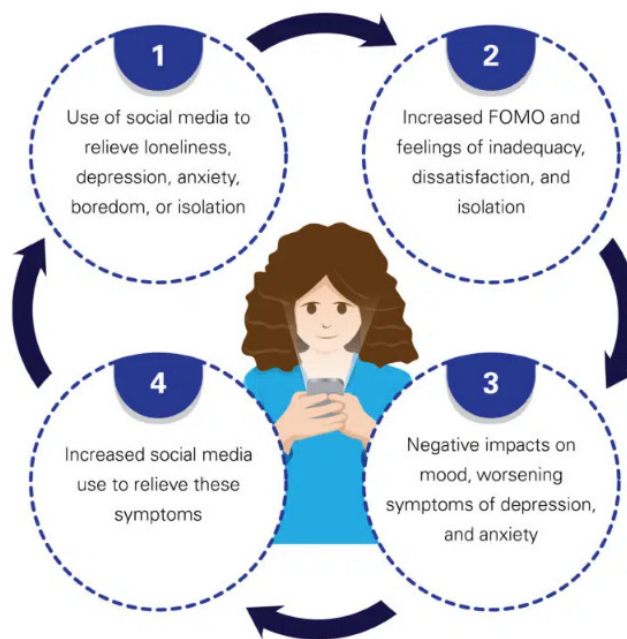 1
Use of social media to
relieve loneliness,
depression, anxiety,
boredom, or isolation
2
Increased FOMO and
feelings of inadequacy,
dissatisfaction, and
isolation
3
Negative impacts on
mood, worsening
symptoms of depression,
and anxiety
4
Increased social media
use to relieve these
symptoms